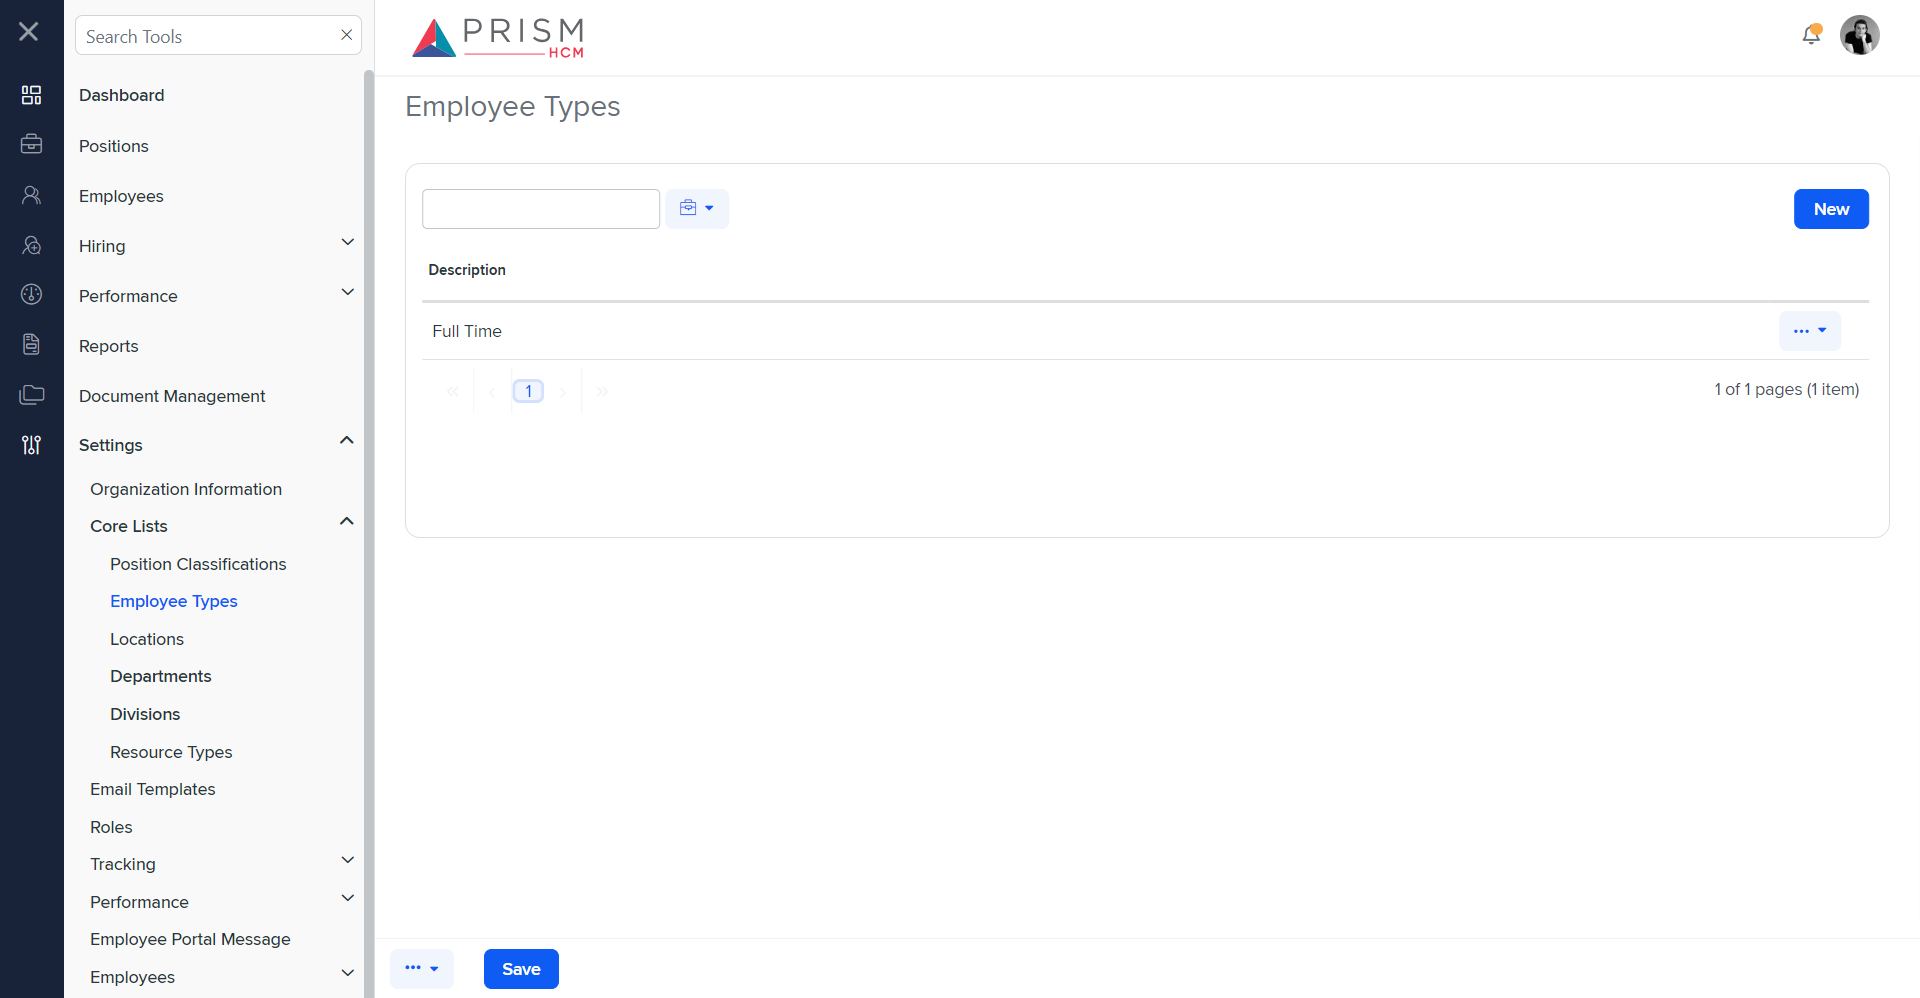 Search Tools
Dashboard
Positions
Employees
Hiring
Performance
Reports
Document Management
Settings
Organization Information
Core Lists
Position Classifications
Employee Types
Locations
Departments
Divisions
Resource Types
Email Templates
Roles
Tracking
Performance
Employee Portal Message
Employees
PRISM
HCM
Employee Types
New
Description
Full Time
1
1 of 1 pages (1 item)
Save